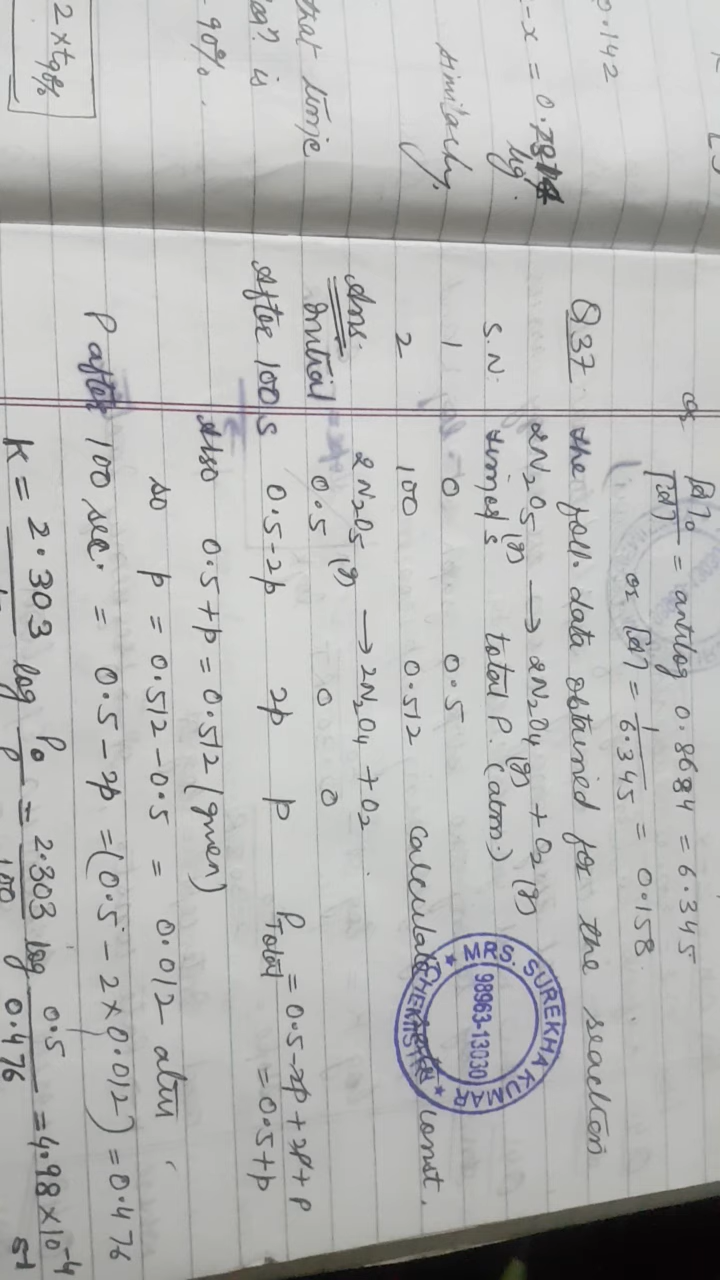 0.142
-x = 0.7814
similarly.
that time
is
90%.
2 × t90%
or [A]0/[A] = antilog 0.8684 = 6.345
or [A] = 1/6.345 = 0.158
Q37 the foll. data obtained for the reaction
2N2O5(g) → 2N2O4(g) + O2(g)
S.N. time s total P. (atm.)
1 0 0.5
2 100 0.512 calculate const.
Ans. 2N2O5(g) → 2N2O4 + O2.
Initial 0.5 0 0
After 100 s 0.5-2p 2p p PTotal = 0.5-2p+2p+p
= 0.5+p
Also 0.5+p = 0.512 (given)
so p = 0.512-0.5 = 0.012 atm
P after 100 sec. = 0.5-2p = (0.5-2×0.012) = 0.476
K = 2.303 log P0/P = 2.303/100 log 0.5/0.476 = 4.98×10-4 s-1
MRS. SUREKHA KUMAR
98963-13030
CHEMISTRY